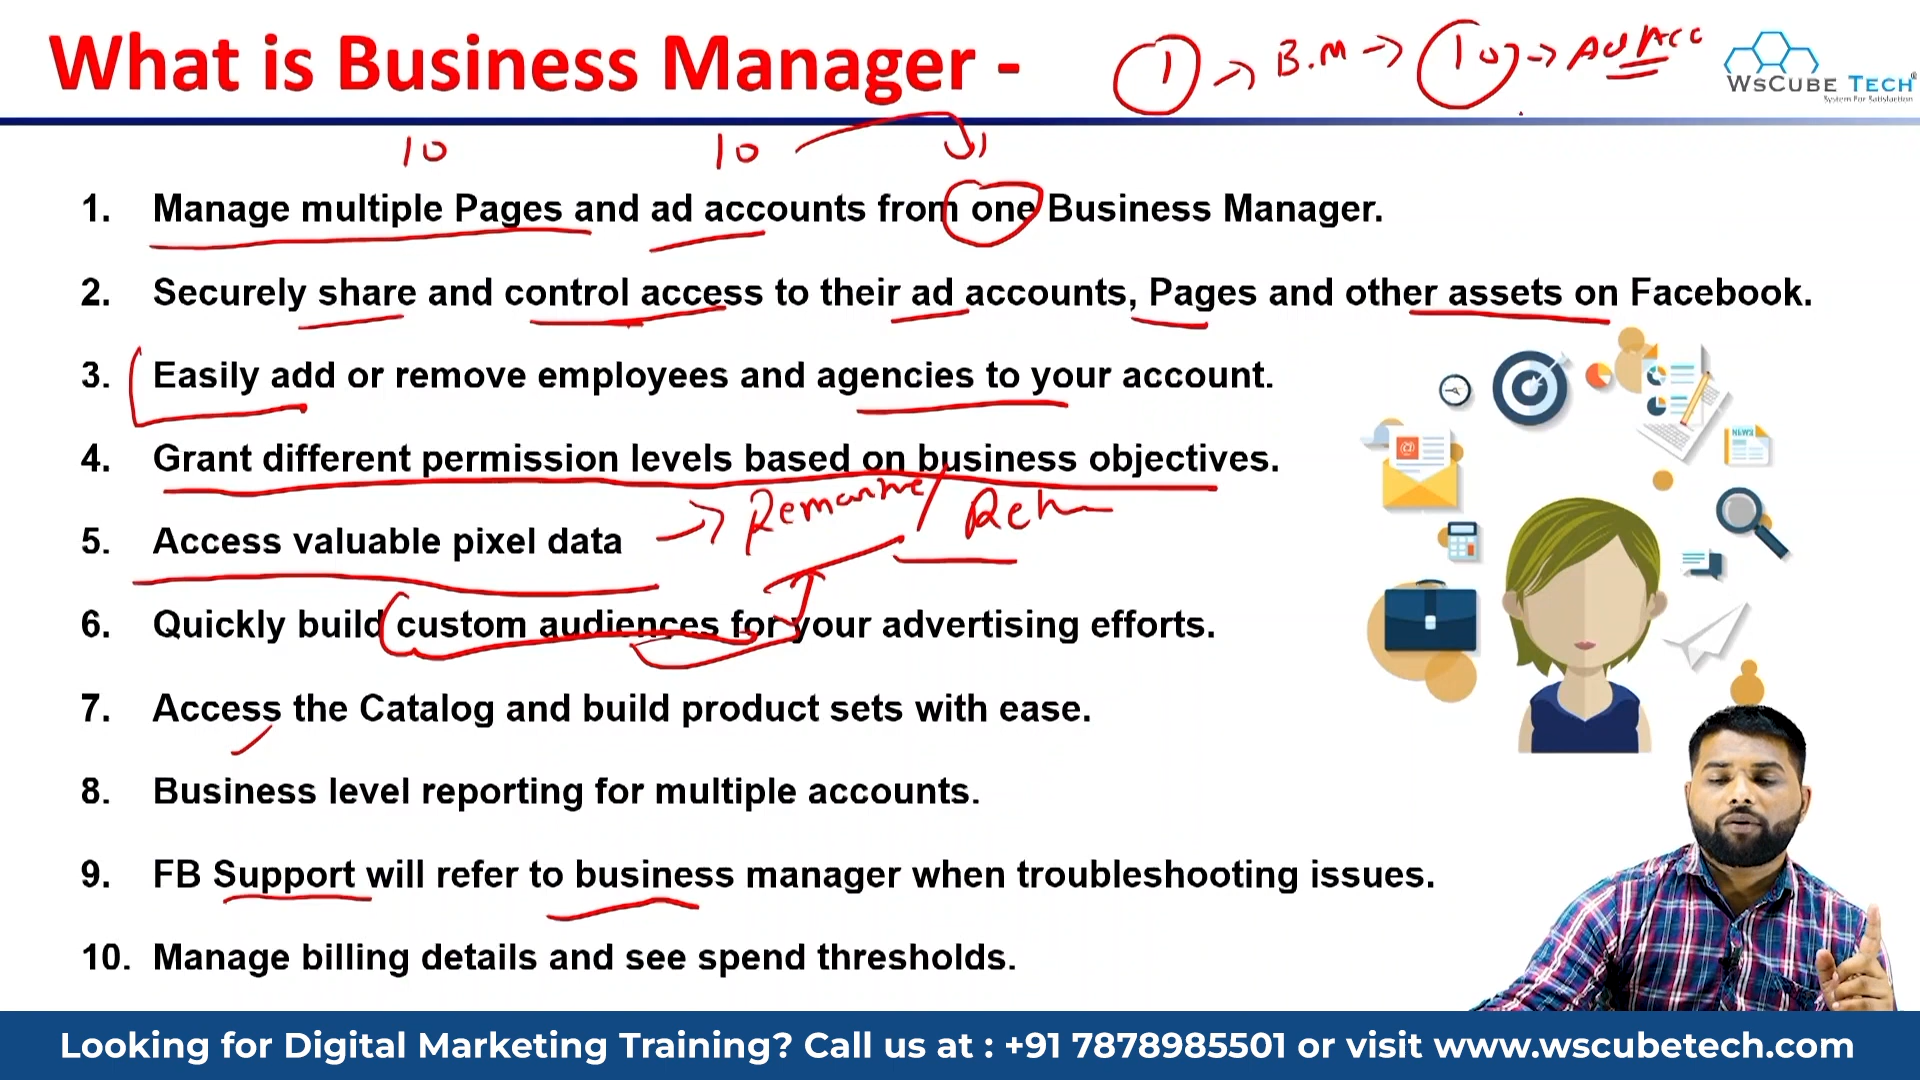 What is Business Manager -
1 → B.M → 10 → Ad Acc
WsCube Tech
System For Satisfaction
10 10 1
1. Manage multiple Pages and ad accounts from one Business Manager.
2. Securely share and control access to their ad accounts, Pages and other assets on Facebook.
3. Easily add or remove employees and agencies to your account.
4. Grant different permission levels based on business objectives.
NEWS
5. Access valuable pixel data
6. Quickly build custom audiences for your advertising efforts.
7. Access the Catalog and build product sets with ease.
8. Business level reporting for multiple accounts.
9. FB Support will refer to business manager when troubleshooting issues.
10. Manage billing details and see spend thresholds.
Looking for Digital Marketing Training? Call us at : +91 7878985501 or visit www.wscubetech.com